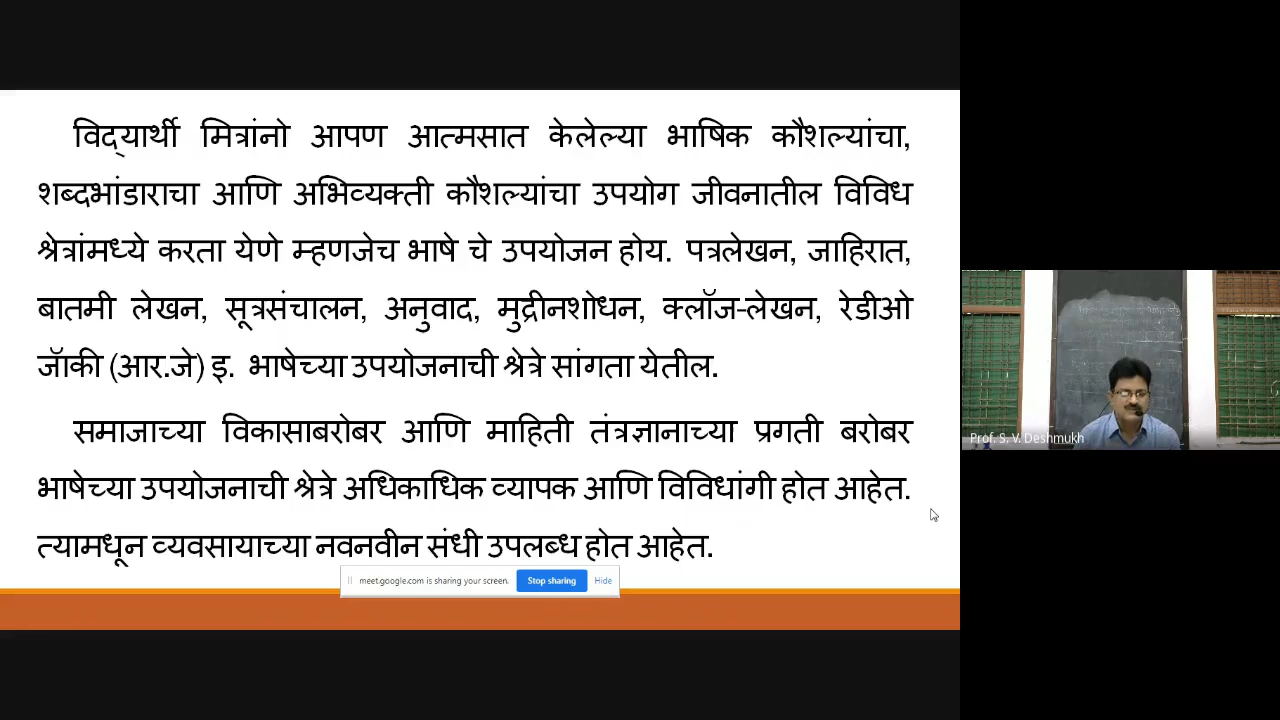 विद्‌यार्थी मित्रांनो आपण आत्मसात केलेल्या भाषिक कौशल्यांचा,
शब्दभांडाराचा आणि अभिव्यक्ती कौशल्यांचा उपयोग जीवनातील विविध
श्रेत्रांमध्ये करता येणे म्हणजेच भाषे चे उपयोजन होय. पत्रलेखन, जाहिरात,
बातमी लेखन, सूत्रसंचालन, अनुवाद, मुद्रीनशोधन, क्लॉज-लेखन, रेडीओ
जॅाकी (आर.जे) इ. भाषेच्या उपयोजनाची श्रेत्रे सांगता येतील.
समाजाच्या विकासाबरोबर आणि माहिती तंत्रज्ञानाच्या प्रगती बरोबर
भाषेच्या उपयोजनाची श्रेत्रे अधिकाधिक व्यापक आणि विविधांगी होत आहेत.
त्यामधून व्यवसायाच्या नवनवीन संधी उपलब्ध होत आहेत.
meet.google.com is sharing your screen. Stop sharing Hide
Prof. S. V. Deshmukh